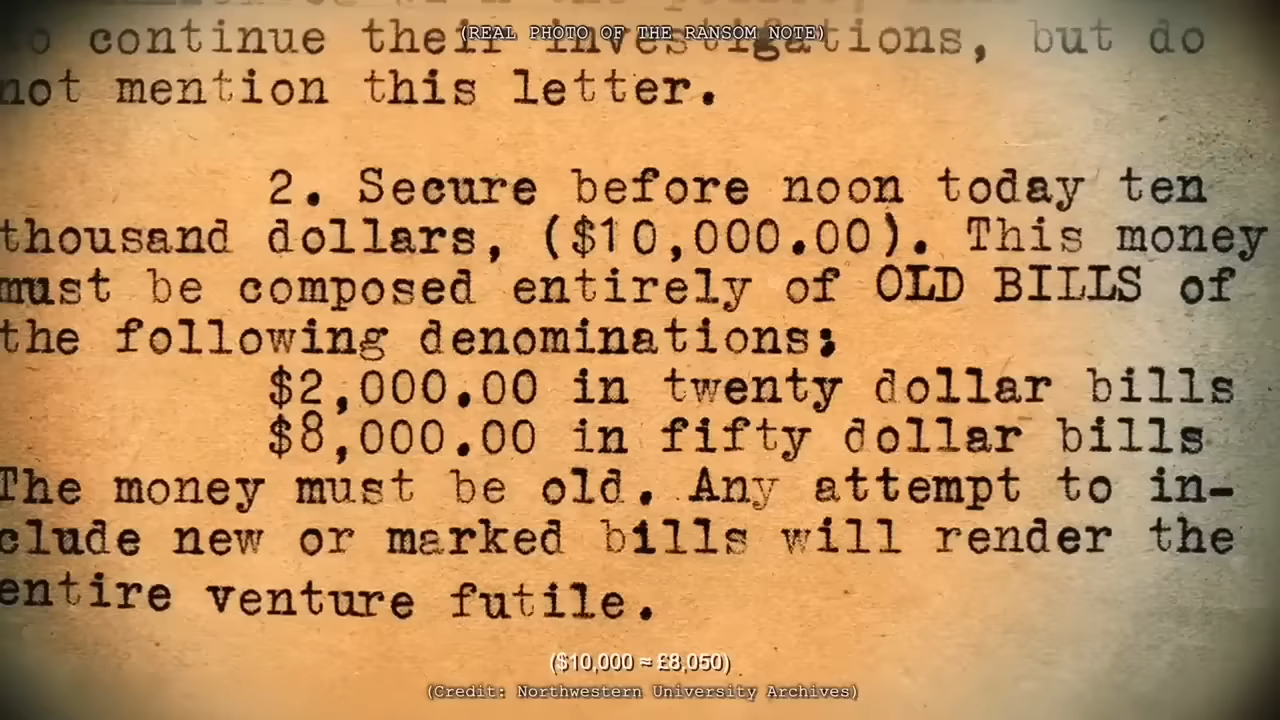 (REAL PHOTO OF THE RANSOM NOTE)
to continue their investigations, but do
not mention this letter.
2. Secure before noon today ten
thousand dollars, ($10,000.00). This money
must be composed entirely of OLD BILLS of
the following denominations;
$2,000.00 in twenty dollar bills
$8,000.00 in fifty dollar bills
The money must be old. Any attempt to in-
clude new or marked bills will render the
entire venture futile.
($10,000 ≈ £8,050)
(Credit: Northwestern University Archives)